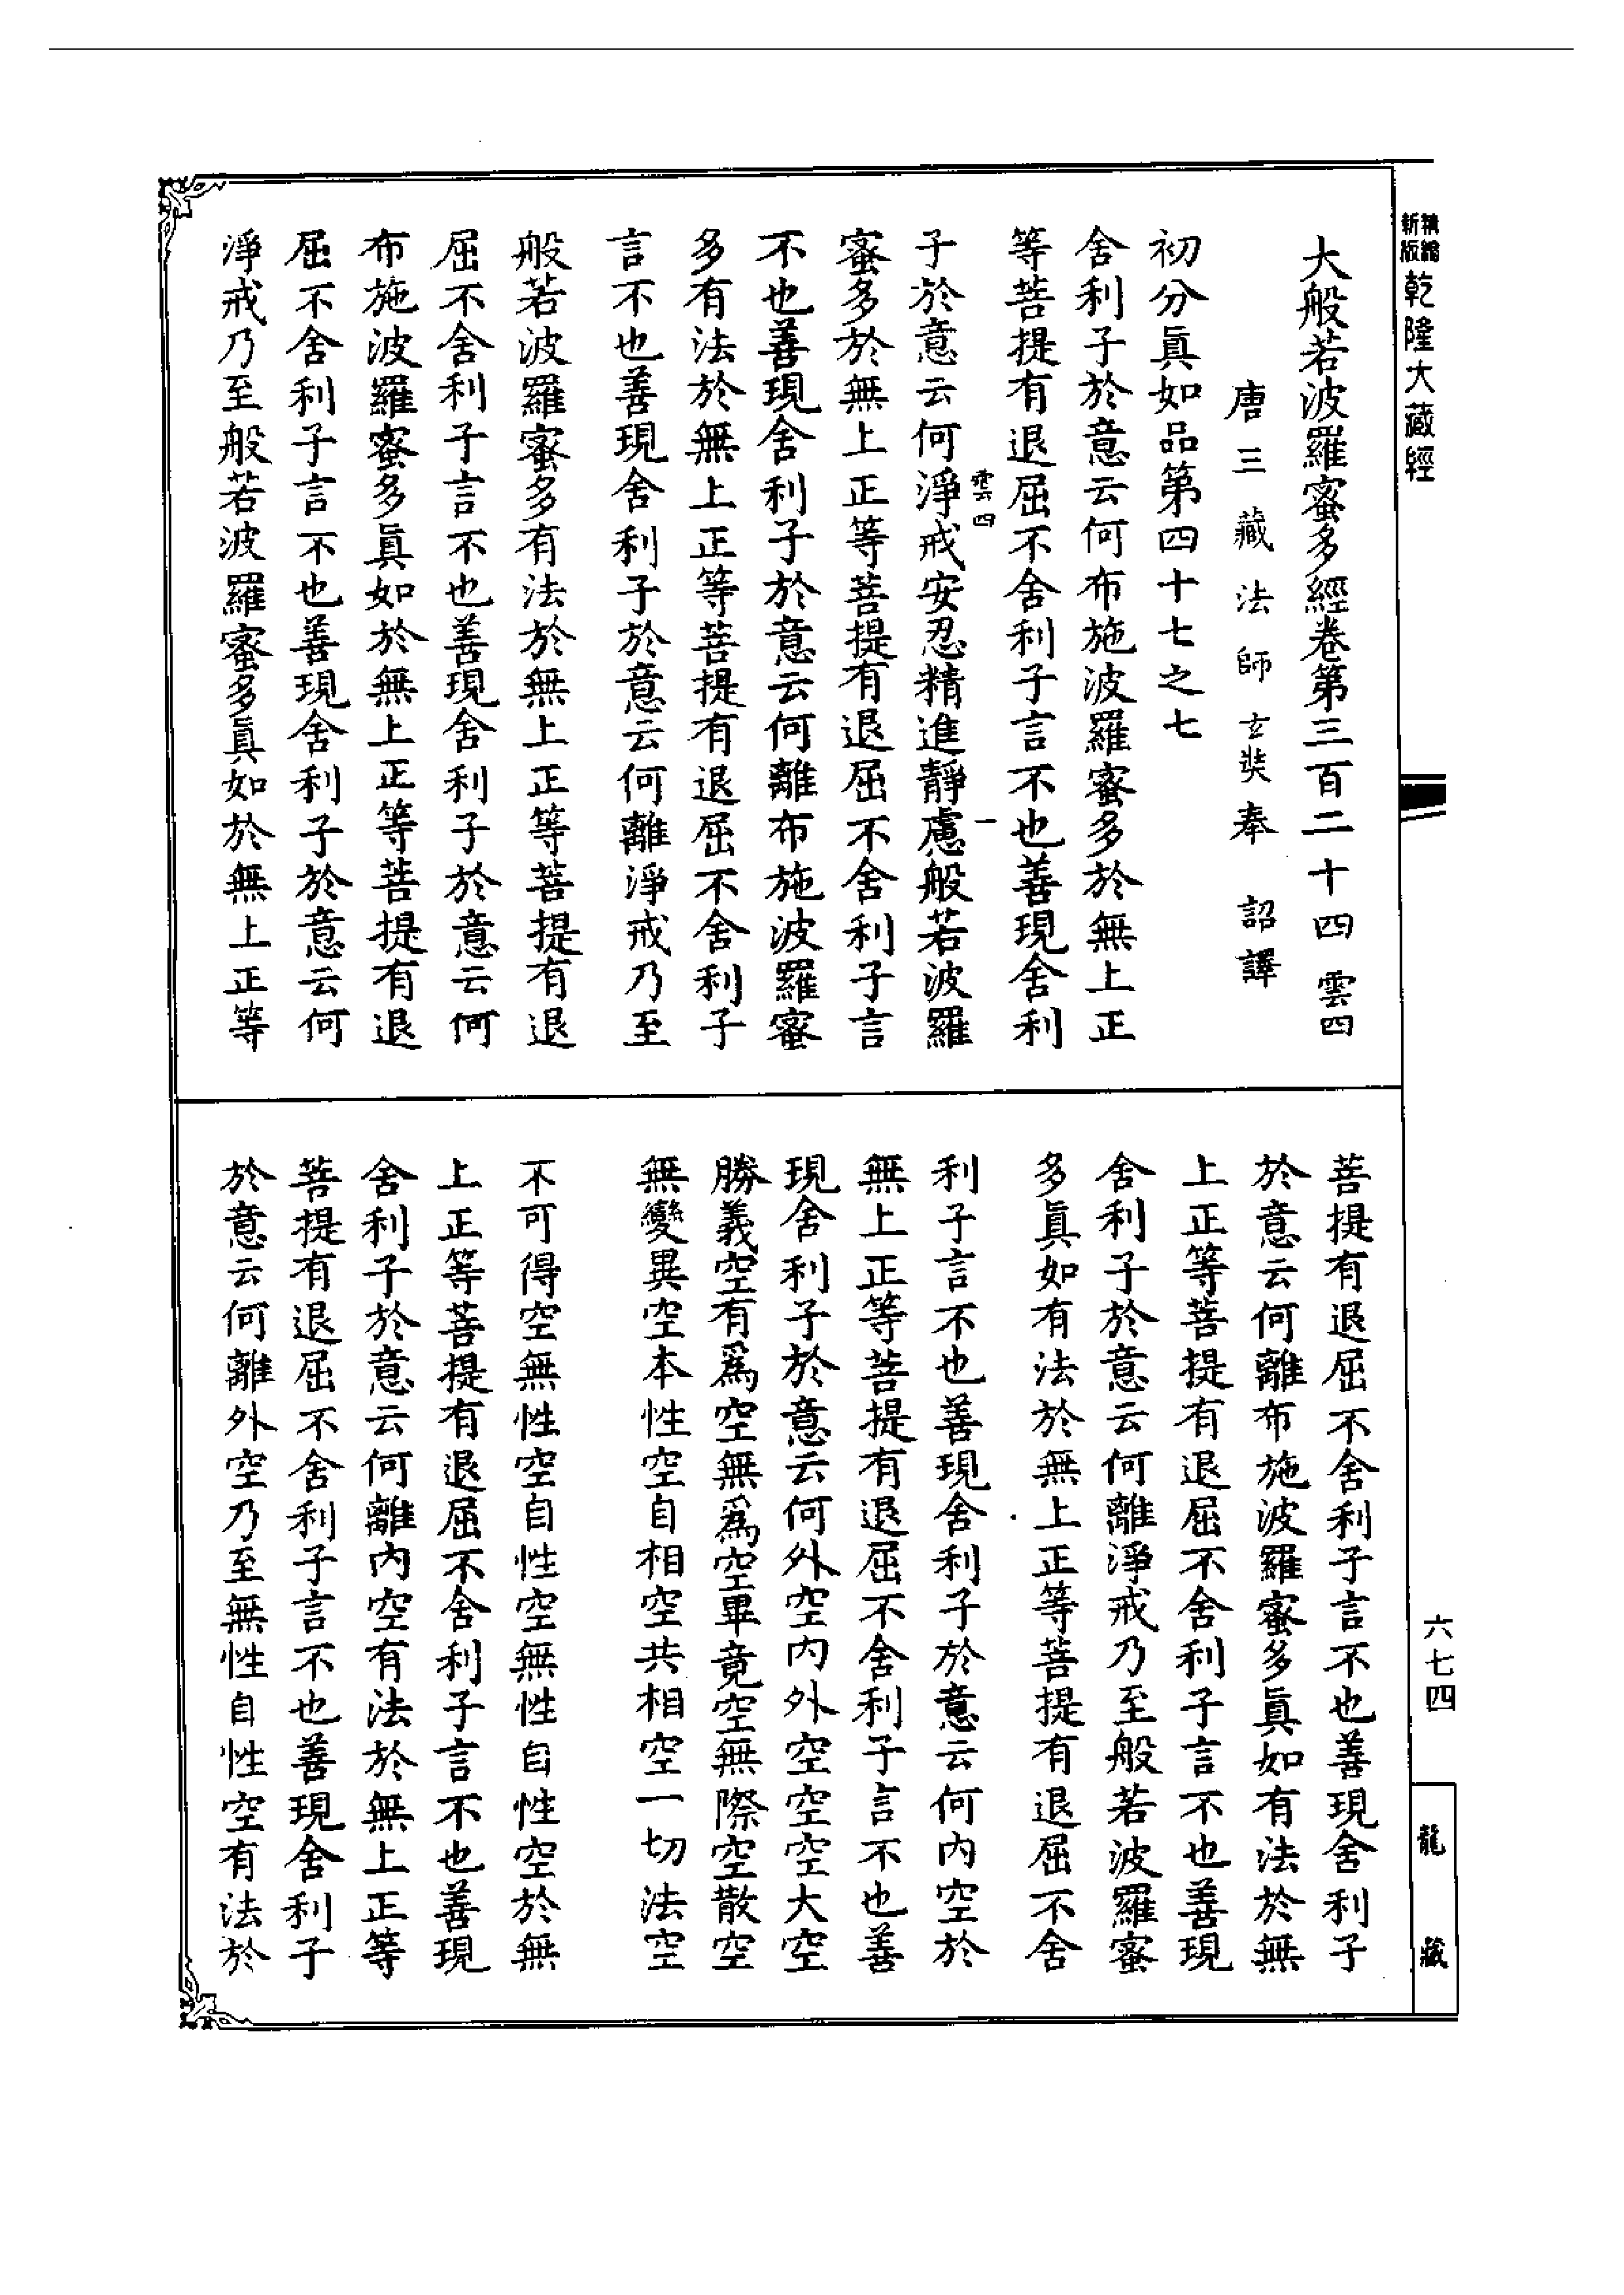 新版精縮乾隆大藏經
大般若波羅蜜多經卷第三百二十四 雲四
唐三藏法師玄奘奉 詔譯
初分真如品第四十七之七
舍利子於意云何布施波羅蜜多於無上正
等菩提有退屈不舍利子言不也善現舍利
雲四 一
子於意云何淨戒安忍精進靜慮般若波羅
蜜多於無上正等菩提有退屈不舍利子言
不也善現舍利子於意云何離布施波羅蜜
多有法於無上正等菩提有退屈不舍利子
言不也善現舍利子於意云何離淨戒乃至
般若波羅蜜多有法於無上正等菩提有退
屈不舍利子言不也善現舍利子於意云何
布施波羅蜜多真如於無上正等菩提有退
屈不舍利子言不也善現舍利子於意云何
淨戒乃至般若波羅蜜多真如於無上正等
菩提有退屈不舍利子言不也善現舍利子
於意云何離布施波羅蜜多真如有法於無
上正等菩提有退屈不舍利子言不也善現
舍利子於意云何離淨戒乃至般若波羅蜜
多真如有法於無上正等菩提有退屈不舍
利子言不也善現舍利子於意云何內空於
無上正等菩提有退屈不舍利子言不也善
現舍利子於意云何外空內外空空空大空
勝義空有為空無為空畢竟空無際空散空
無變異空本性空自相空共相空一切法空
不可得空無性空自性空無性自性空於無
上正等菩提有退屈不舍利子言不也善現
舍利子於意云何離內空有法於無上正等
菩提有退屈不舍利子言不也善現舍利子
於意云何離外空乃至無性自性空有法於
六七四
龍藏